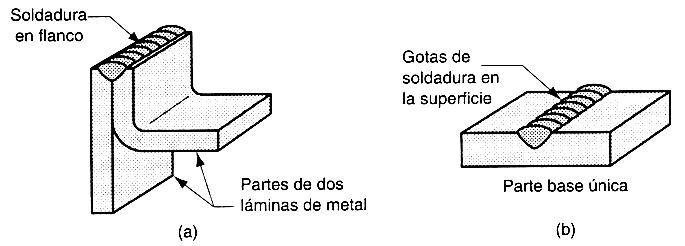 Soldadura
en flanco
Partes de dos
láminas de metal
(a)
Gotas de
soldadura en
la superficie
Parte base única
(b)